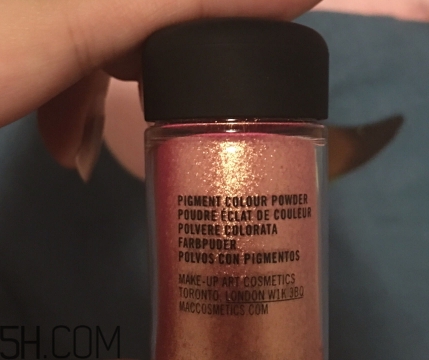 PIGMENT COLOUR POWDER
POUDRE ÉCLAT DE COULEUR
POLVERE COLORATA
FARBPUDER
POLVOS CON PIGMENTOS
MAKE-UP ART COSMETICS
TORONTO, LONDON W1K 3BQ
MACCOSMETICS.COM
5H.COM